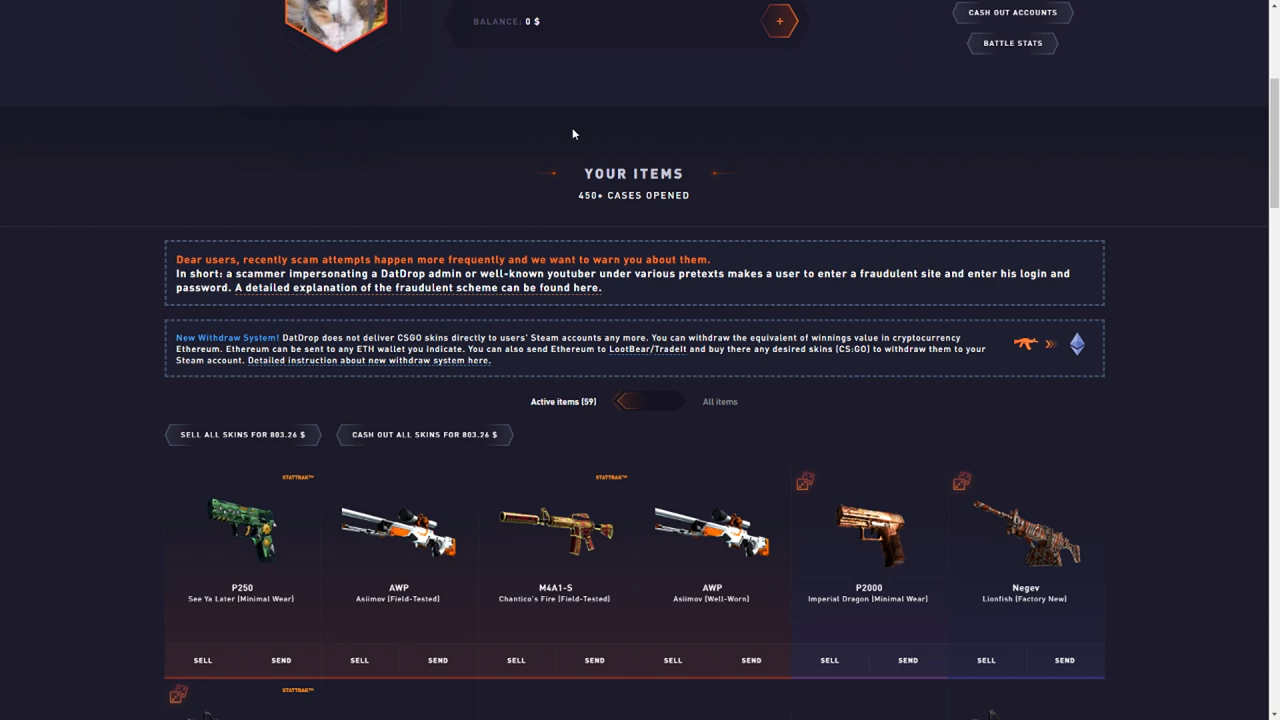 BALANCE: 0 $
CASH OUT ACCOUNTS
BATTLE STATS
YOUR ITEMS
450+ CASES OPENED
Dear users, recently scam attempts happen more frequently and we want to warn you about them.
In short: a scammer impersonating a DatDrop admin or well-known youtuber under various pretexts makes a user to enter a fraudulent site and enter his login and
password. A detailed explanation of the fraudulent scheme can be found here.
New Withdraw System! DatDrop does not deliver CSGO skins directly to users' Steam accounts any more. You can withdraw the equivalent of winnings value in cryptocurrency
Ethereum. Ethereum can be sent to any ETH wallet you indicate. You can also send Ethereum to LootBear/TradeIt and buy there any desired skins (CS:GO) to withdraw them to your
Steam account. Detailed instruction about new withdraw system here.
Active items (59) All items
SELL ALL SKINS FOR 803.26 $ CASH OUT ALL SKINS FOR 803.26 $
STATTRAK™ STATTRAK™
P250 AWP M4A1-S AWP P2000 Negev
See Ya Later (Minimal Wear) Asiimov (Field-Tested) Chantico's Fire (Field-Tested) Asiimov (Well-Worn) Imperial Dragon (Minimal Wear) Lionfish (Factory New)
SELL SEND SELL SEND SELL SEND SELL SEND SELL SEND SELL SEND
STATTRAK™